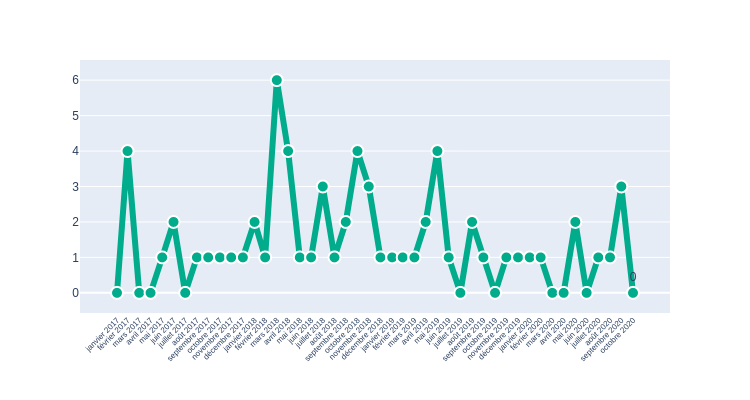 6
5
4
3
2
1
0
0
janvier 2017
février 2017
mars 2017
avril 2017
mai 2017
juin 2017
juillet 2017
août 2017
septembre 2017
octobre 2017
novembre 2017
décembre 2017
janvier 2018
février 2018
mars 2018
avril 2018
mai 2018
juin 2018
juillet 2018
août 2018
septembre 2018
octobre 2018
novembre 2018
décembre 2018
janvier 2019
février 2019
mars 2019
avril 2019
mai 2019
juin 2019
juillet 2019
août 2019
septembre 2019
octobre 2019
novembre 2019
décembre 2019
janvier 2020
février 2020
mars 2020
avril 2020
mai 2020
juin 2020
juillet 2020
août 2020
septembre 2020
octobre 2020